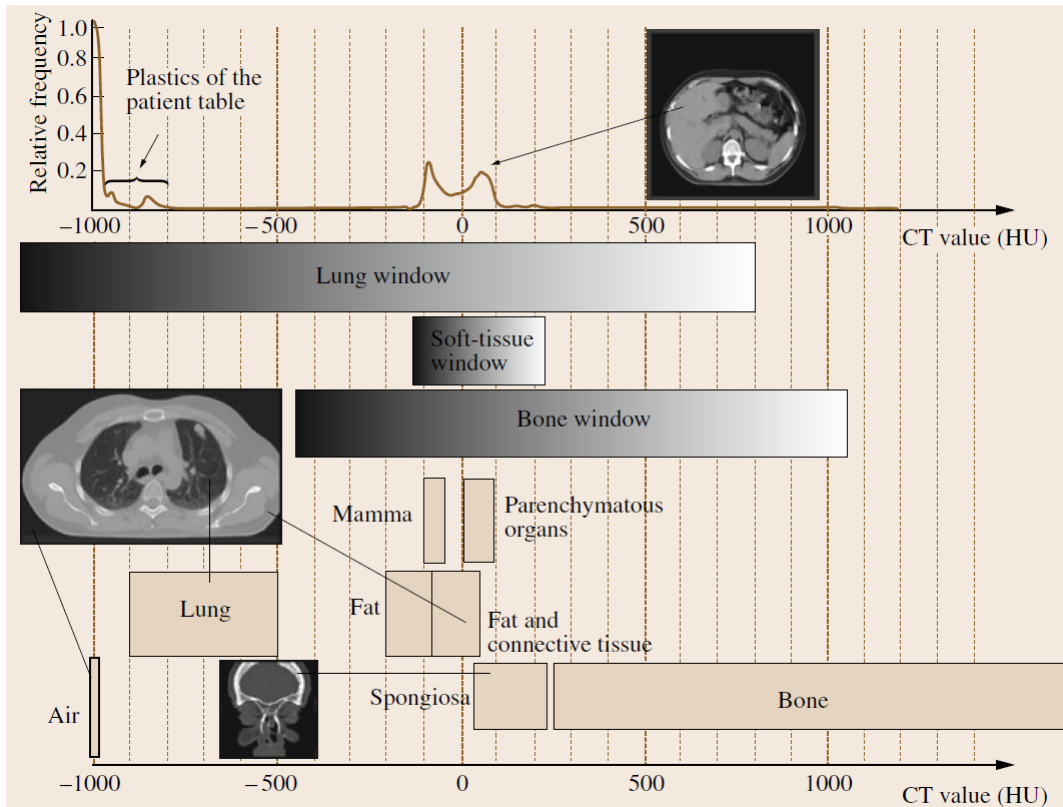 Relative frequency
1.0
0.8
0.6
0.4
0.2
Plastics of the
patient table
−1000
−500
0
500
1000
CT value (HU)
Lung window
Soft-tissue
window
Bone window
Mamma
Parenchymatous
organs
Lung
Fat
Fat and
connective tissue
Air
Spongiosa
Bone
−1000
−500
0
500
1000
CT value (HU)